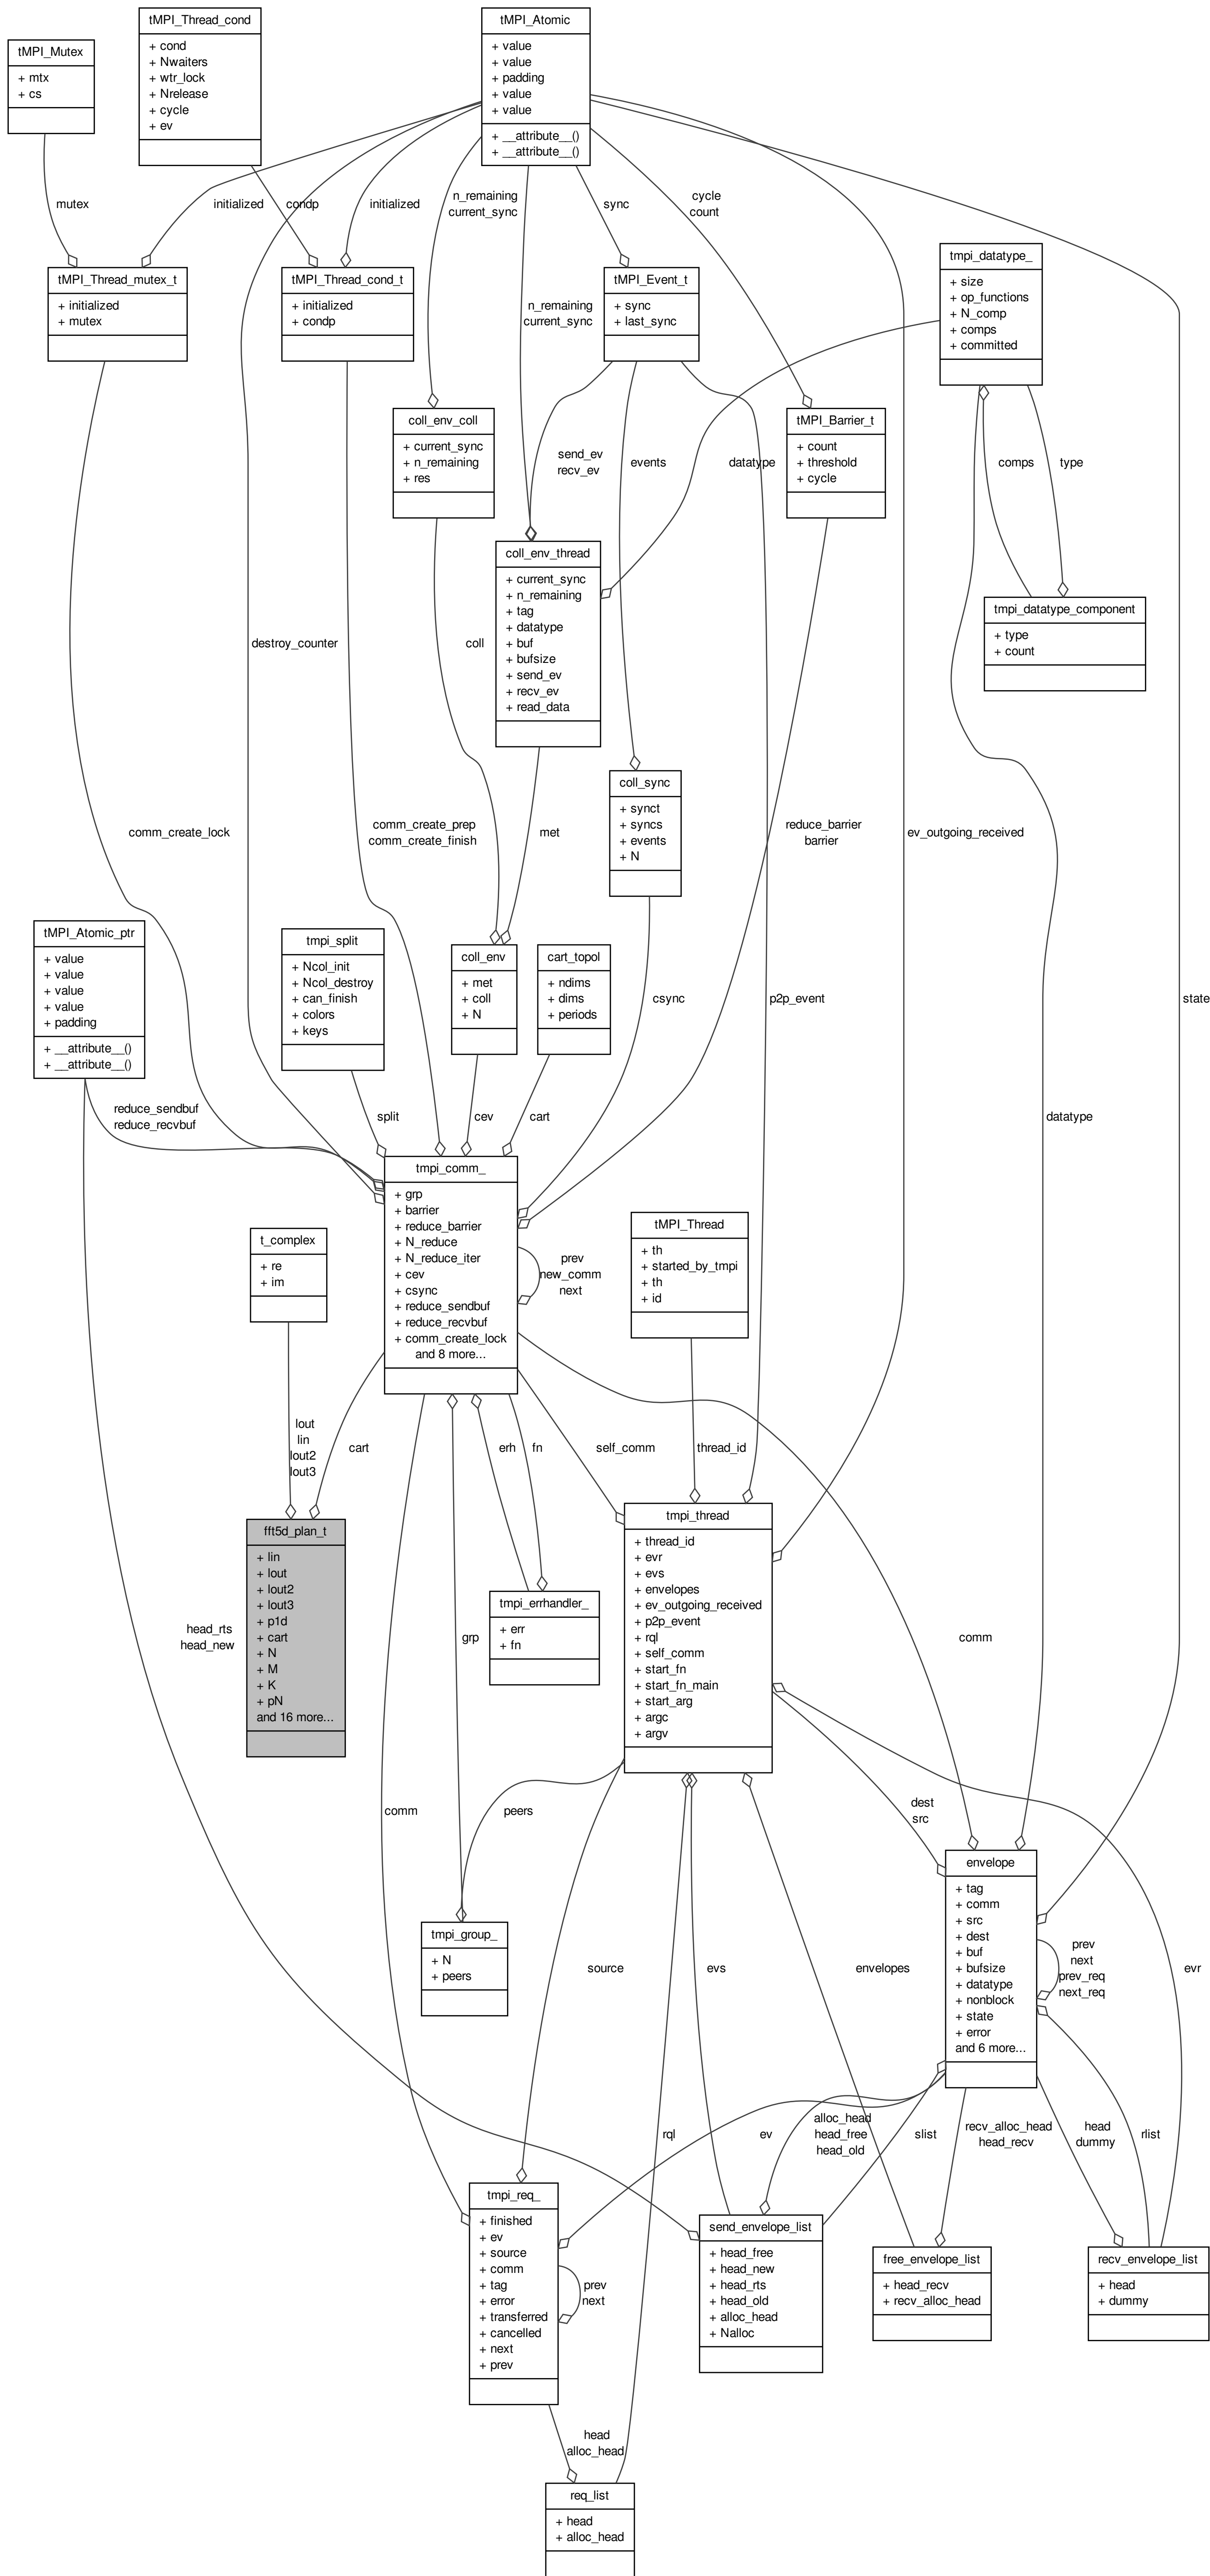 tMPI_Thread_cond
+ cond
+ Nwaiters
+ wtr_lock
+ Nrelease
+ cycle
+ ev
tMPI_Atomic
+ value
+ value
+ padding
+ value
+ value
+ __attribute__()
+ __attribute__()
tMPI_Mutex
+ mtx
+ cs
mutex
initialized
condp
initialized
n_remaining
current_sync
sync
cycle
count
tMPI_Thread_mutex_t
+ initialized
+ mutex
tMPI_Thread_cond_t
+ initialized
+ condp
n_remaining
current_sync
tMPI_Event_t
+ sync
+ last_sync
tmpi_datatype_
+ size
+ op_functions
+ N_comp
+ comps
+ committed
coll_env_coll
+ current_sync
+ n_remaining
+ res
send_ev
recv_ev
events
datatype
tMPI_Barrier_t
+ count
+ threshold
+ cycle
comps
type
destroy_counter
coll
coll_env_thread
+ current_sync
+ n_remaining
+ tag
+ datatype
+ buf
+ bufsize
+ send_ev
+ recv_ev
+ read_data
tmpi_datatype_component
+ type
+ count
comm_create_lock
comm_create_prep
comm_create_finish
met
coll_sync
+ synct
+ syncs
+ events
+ N
reduce_barrier
barrier
ev_outgoing_received
tMPI_Atomic_ptr
+ value
+ value
+ value
+ value
+ padding
+ __attribute__()
+ __attribute__()
tmpi_split
+ Ncol_init
+ Ncol_destroy
+ can_finish
+ colors
+ keys
coll_env
+ met
+ coll
+ N
cart_topol
+ ndims
+ dims
+ periods
csync
p2p_event
state
reduce_sendbuf
reduce_recvbuf
split
cev
cart
datatype
tmpi_comm_
+ grp
+ barrier
+ reduce_barrier
+ N_reduce
+ N_reduce_iter
+ cev
+ csync
+ reduce_sendbuf
+ reduce_recvbuf
+ comm_create_lock
and 8 more...
prev
new_comm
next
t_complex
+ re
+ im
tMPI_Thread
+ th
+ started_by_tmpi
+ th
+ id
lout
lin
lout2
lout3
cart
erh
fn
self_comm
thread_id
fft5d_plan_t
+ lin
+ lout
+ lout2
+ lout3
+ p1d
+ cart
+ N
+ M
+ K
+ pN
and 16 more...
head_rts
head_new
grp
tmpi_errhandler_
+ err
+ fn
tmpi_thread
+ thread_id
+ evr
+ evs
+ envelopes
+ ev_outgoing_received
+ p2p_event
+ rql
+ self_comm
+ start_fn
+ start_fn_main
+ start_arg
+ argc
+ argv
comm
comm
peers
dest
src
tmpi_group_
+ N
+ peers
source
evs
envelopes
envelope
+ tag
+ comm
+ src
+ dest
+ buf
+ bufsize
+ datatype
+ nonblock
+ state
+ error
and 6 more...
prev
next
prev_req
next_req
evr
rql
ev
alloc_head
head_free
head_old
slist
recv_alloc_head
head_recv
head
dummy
rlist
tmpi_req_
+ finished
+ ev
+ source
+ comm
+ tag
+ error
+ transferred
+ cancelled
+ next
+ prev
prev
next
send_envelope_list
+ head_free
+ head_new
+ head_rts
+ head_old
+ alloc_head
+ Nalloc
free_envelope_list
+ head_recv
+ recv_alloc_head
recv_envelope_list
+ head
+ dummy
head
alloc_head
req_list
+ head
+ alloc_head